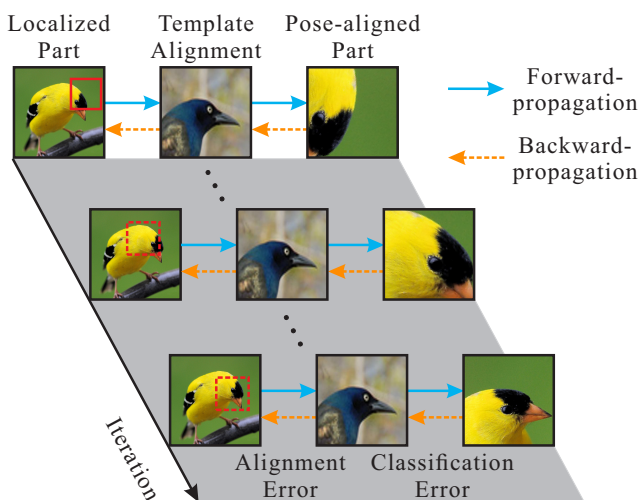 Localized
Part
Template
Alignment
Pose-aligned
Part
Forward-
propagation
Backward-
propagation
Iteration
Alignment
Error
Classification
Error